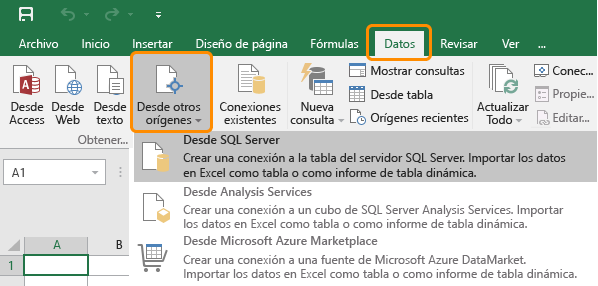 Archivo Inicio Insertar Diseño de página Fórmulas Datos Revisar Ver ...
Desde Access
Desde Web
Desde texto
Desde otros orígenes
Conexiones existentes
Nueva consulta
Mostrar consultas
Desde tabla
Orígenes recientes
Actualizar Todo
Conec...
Propie...
Editar...
Obtener...
A1
Desde SQL Server
Crear una conexión a la tabla del servidor SQL Server. Importar los datos
en Excel como tabla o como informe de tabla dinámica.
Desde Analysis Services
Crear una conexión a un cubo de SQL Server Analysis Services. Importar
los datos en Excel como tabla o como informe de tabla dinámica.
Desde Microsoft Azure Marketplace
Crear una conexión a una fuente de Microsoft Azure DataMarket.
Importar los datos en Excel como tabla o como informe de tabla dinámica.
A B
1